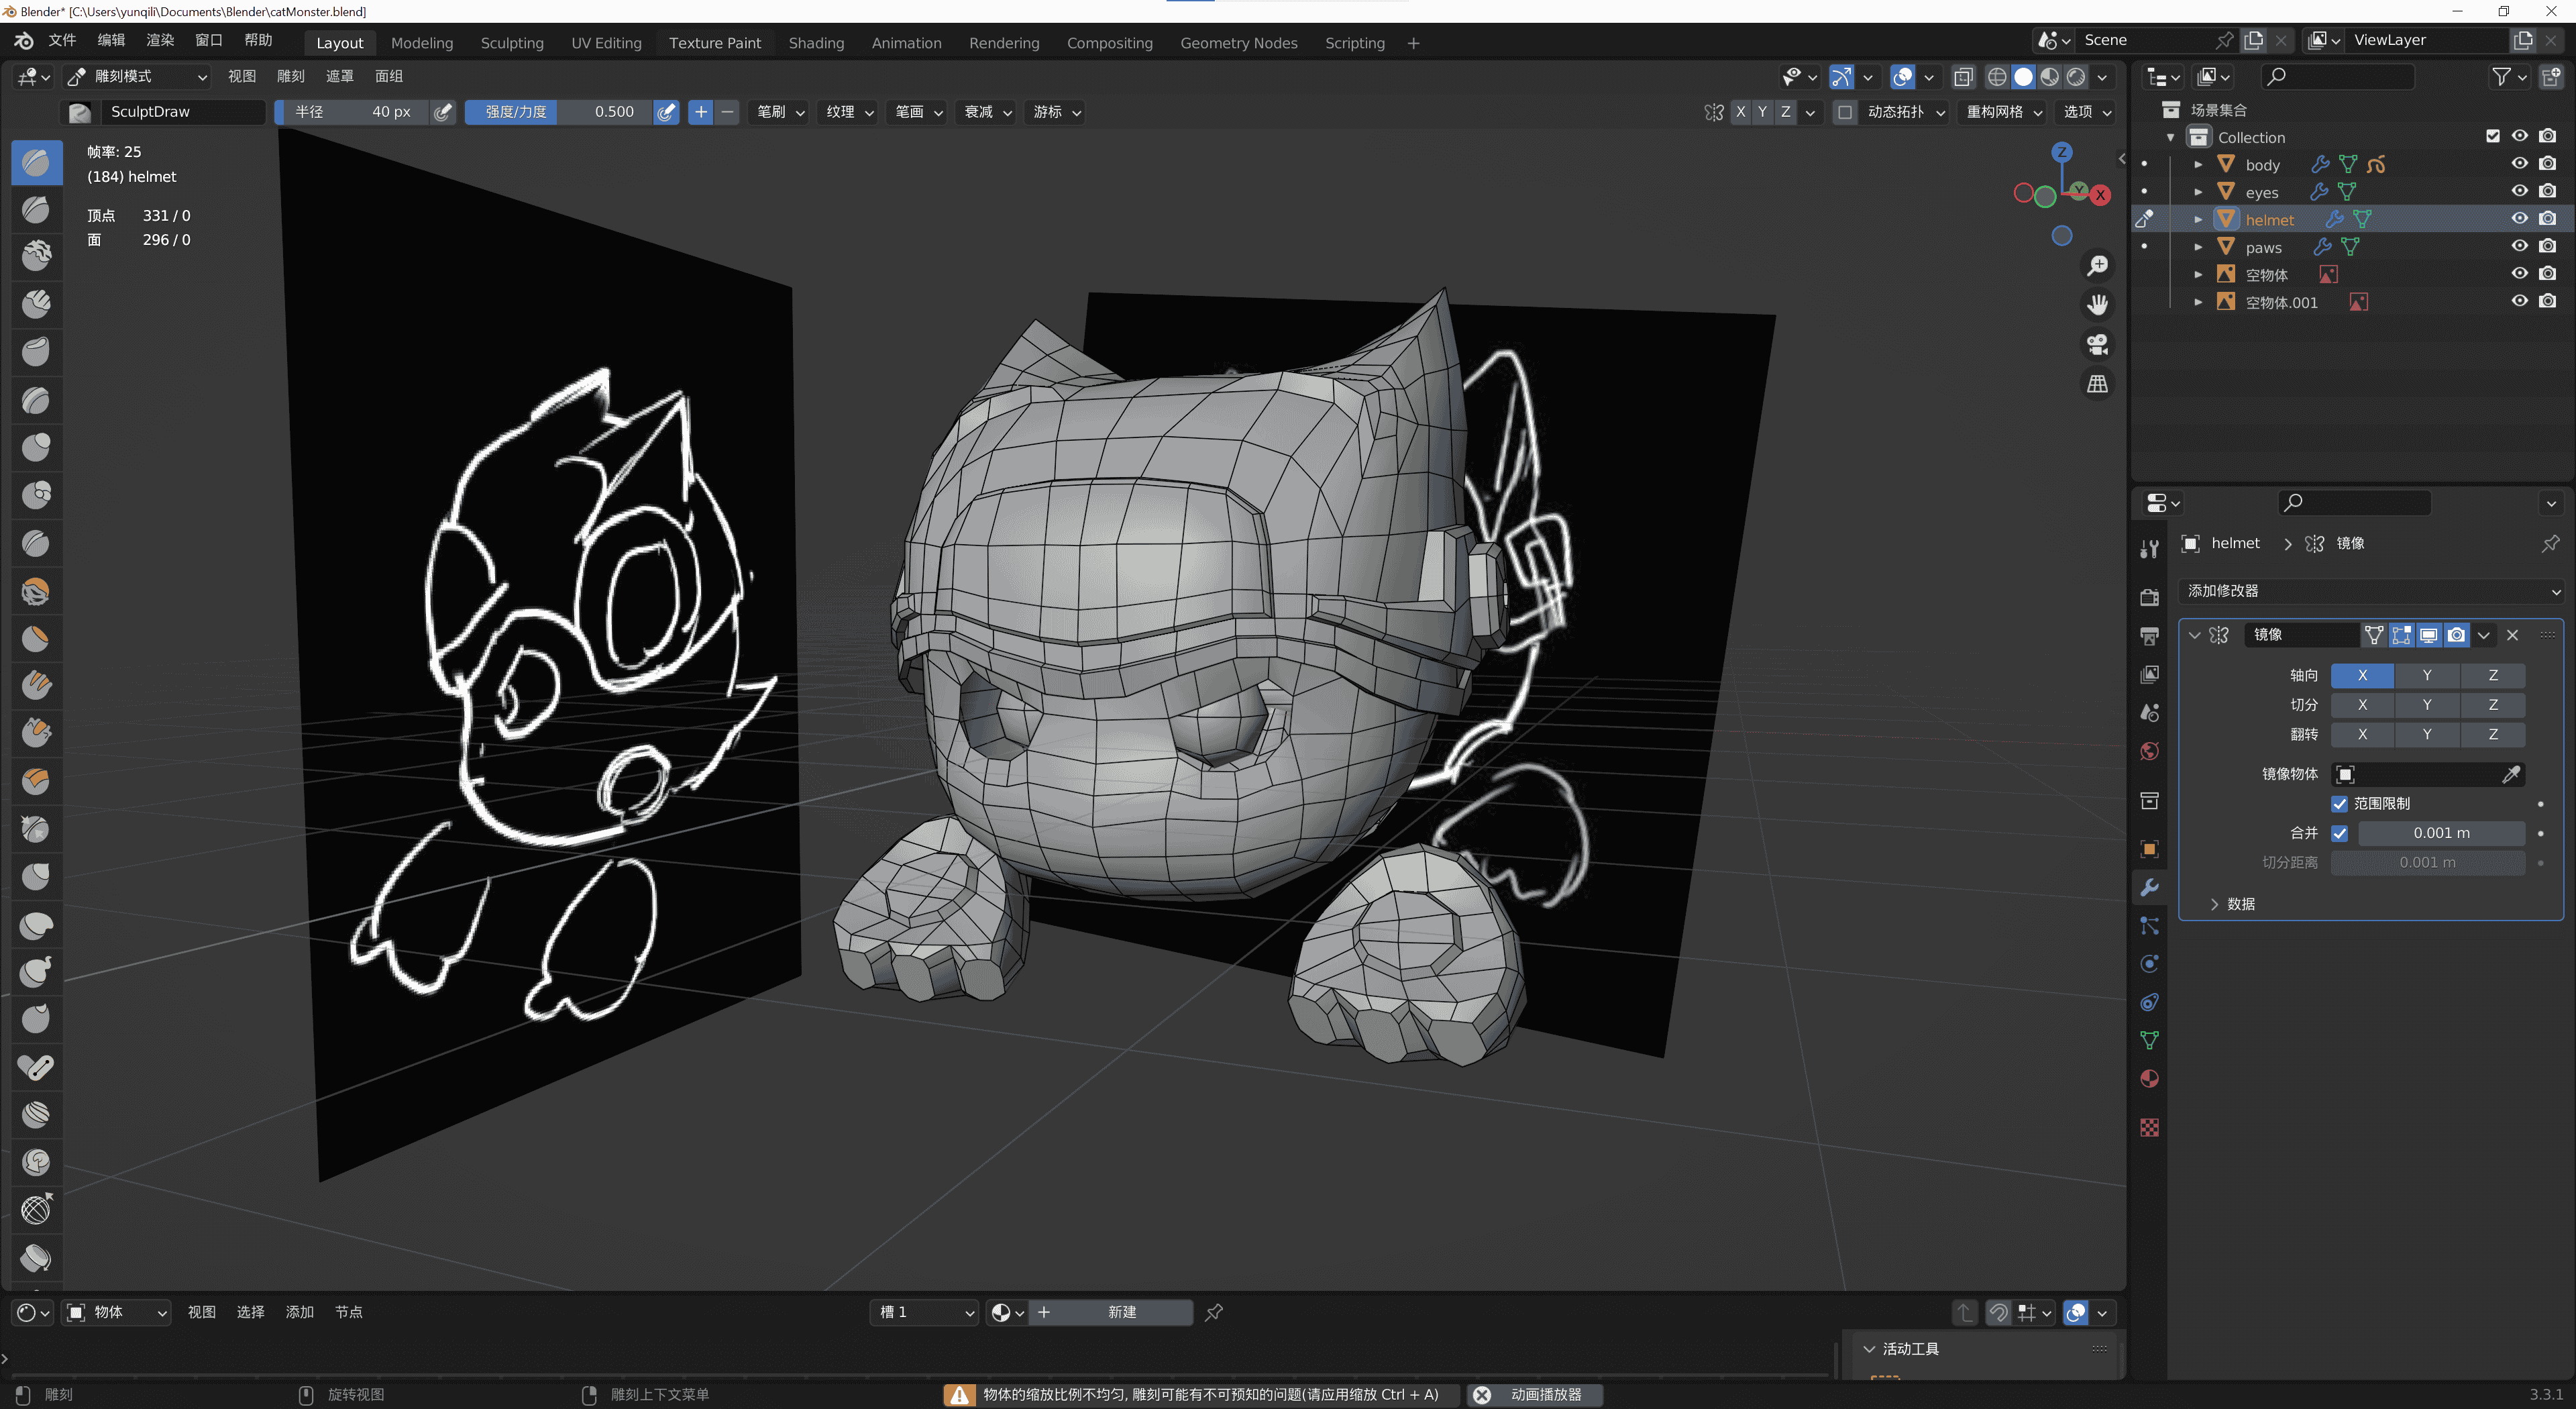 Blender* [C:\Users\yunqili\Documents\Blender\catMonster.blend]
文件 编辑 渲染 窗口 帮助 Layout Modeling Sculpting UV Editing Texture Paint Shading Animation Rendering Compositing Geometry Nodes Scripting + Scene ViewLayer
雕刻模式 视图 雕刻 遮罩 面组
SculptDraw 半径 40 px 强度/力度 0.500 + − 笔刷 纹理 笔画 衰减 游标 X Y Z 动态拓扑 重构网格 选项
帧率: 25
(184) helmet
顶点 331 / 0
面 296 / 0
Z
Y
X
场景集合
Collection
body
eyes
helmet
paws
空物体
空物体.001
helmet > 镜像
添加修改器
镜像
轴向 X Y Z
切分 X Y Z
翻转 X Y Z
镜像物体
范围限制
合并 0.001 m
切分距离 0.001 m
数据
物体 视图 选择 添加 节点 槽 1 + 新建
活动工具
雕刻 旋转视图 雕刻上下文菜单 物体的缩放比例不均匀, 雕刻可能有不可预知的问题(请应用缩放 Ctrl + A) 动画播放器 3.3.1